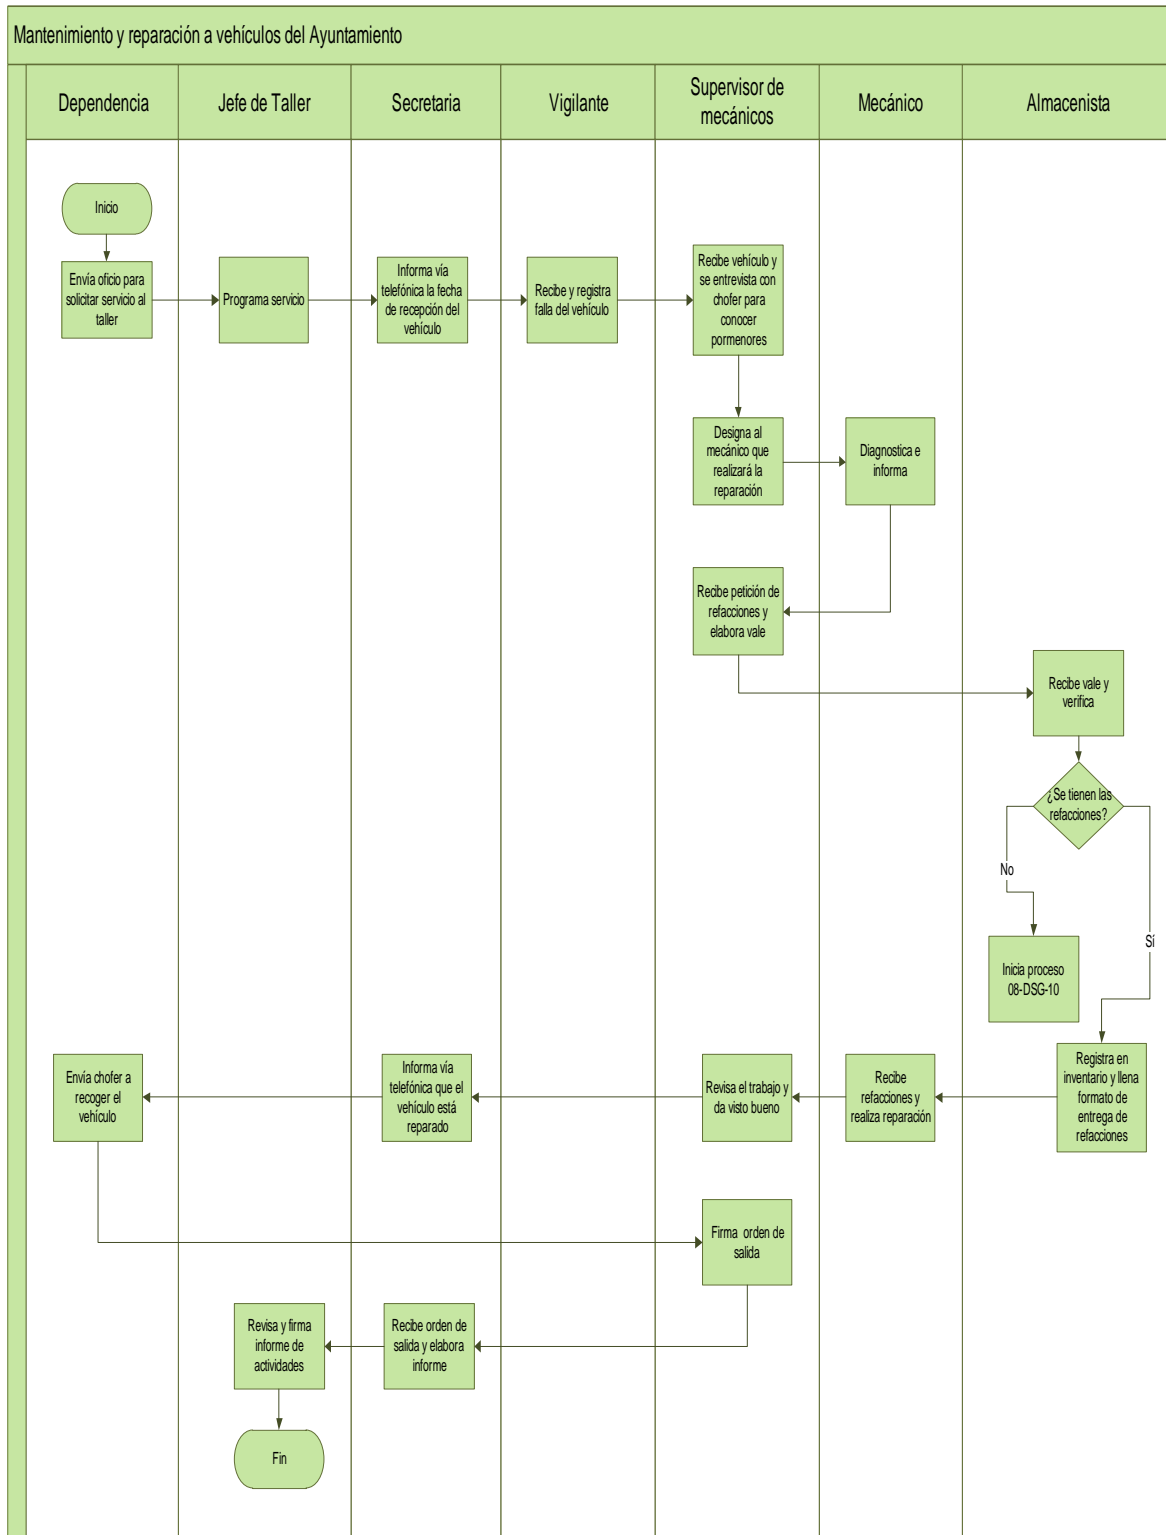 Mantenimiento y reparación a vehículos del Ayuntamiento
Dependencia
Jefe de Taller
Secretaria
Vigilante
Supervisor de
mecánicos
Mecánico
Almacenista
Inicio
Envía oficio para
solicitar servicio al
taller
Programa servicio
Informa vía
telefónica la fecha
de recepción del
vehículo
Recibe y registra
falla del vehículo
Recibe vehículo y
se entrevista con
chofer para
conocer
pormenores
Designa al
mecánico que
realizará la
reparación
Diagnostica e
informa
Recibe petición de
refacciones y
elabora vale
Recibe vale y
verifica
¿Se tienen las
refacciones?
No
Sí
Inicia proceso
08-DSG-10
Registra en
inventario y llena
formato de
entrega de
refacciones
Recibe
refacciones y
realiza reparación
Revisa el trabajo y
da visto bueno
Informa vía
telefónica que el
vehículo está
reparado
Envía chofer a
recoger el
vehículo
Firma  orden de
salida
Recibe orden de
salida y elabora
informe
Revisa y firma
informe de
actividades
Fin